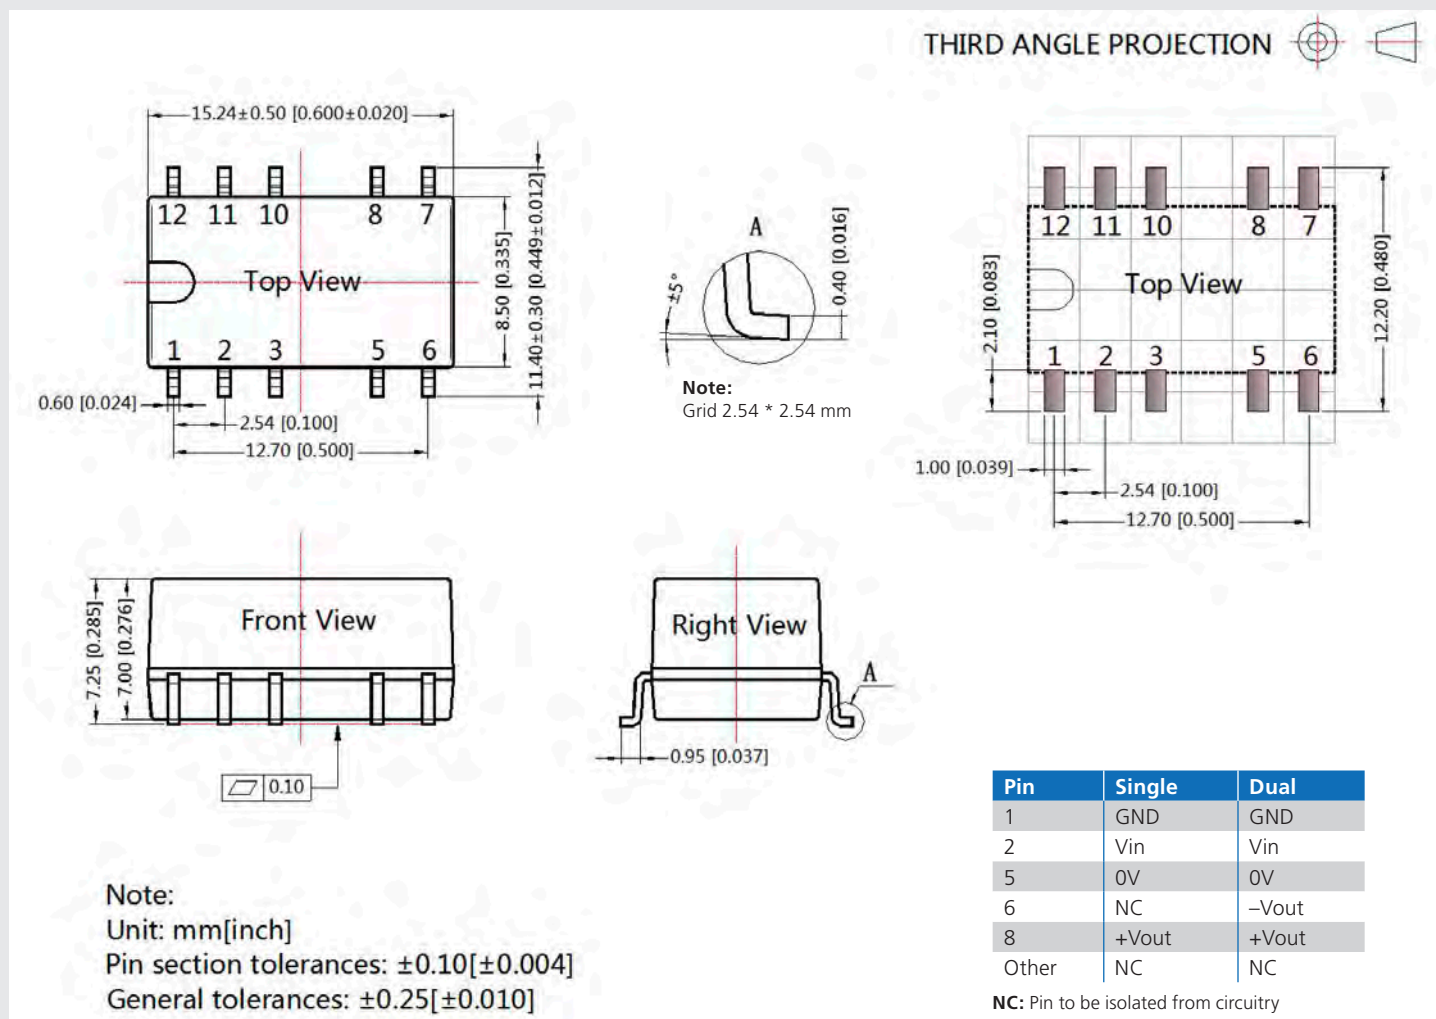 THIRD ANGLE PROJECTION
15.24±0.50 [0.600±0.020]
12 11 10 8 7
Top View
1 2 3 5 6
8.50 [0.335]
11.40±0.30 [0.449±0.012]
0.60 [0.024]
2.54 [0.100]
12.70 [0.500]
A
±5°
0.40 [0.016]
Note:
Grid 2.54 * 2.54 mm
12 11 10 8 7
Top View
1 2 3 5 6
2.10 [0.083]
12.20 [0.480]
1.00 [0.039]
2.54 [0.100]
12.70 [0.500]
Front View
7.25 [0.285]
7.00 [0.276]
0.10
Right View
A
0.95 [0.037]
Pin Single Dual
1 GND GND
2 Vin Vin
5 0V 0V
6 NC –Vout
8 +Vout +Vout
Other NC NC
NC: Pin to be isolated from circuitry
Note:
Unit: mm[inch]
Pin section tolerances: ±0.10[±0.004]
General tolerances: ±0.25[±0.010]